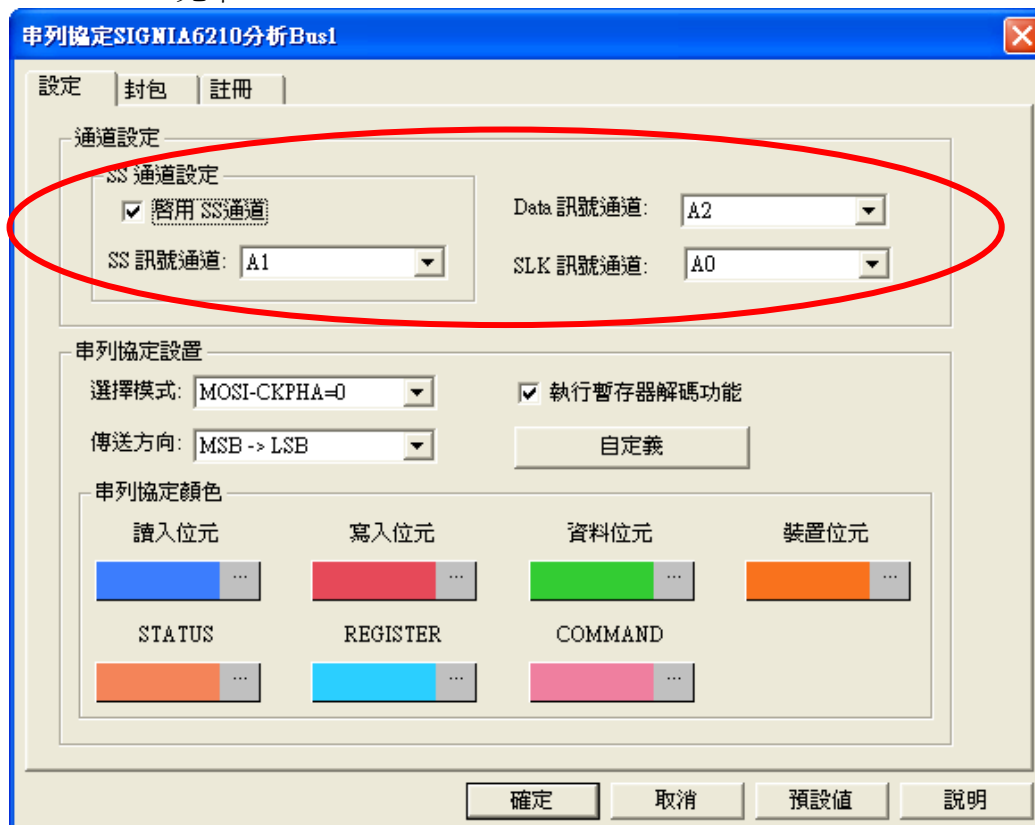 串列協定SIGNIA6210分析Bus1
設定 封包 註冊
通道設定
SS 通道設定
啓用 SS通道
SS 訊號通道: A1
Data 訊號通道: A2
SLK 訊號通道: A0
串列協定設置
選擇模式: MOSI-CKPHA=0
傳送方向: MSB -> LSB
執行暫存器解碼功能
自定義
串列協定顏色
讀入位元 寫入位元 資料位元 裝置位元
... ... ... ...
STATUS REGISTER COMMAND
... ... ...
確定 取消 預設值 說明